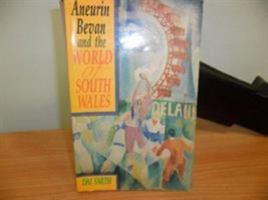 Aneurin
Bevan
and the
WORLD
of
SOUTH
WALES
DELAU
DAI SMITH